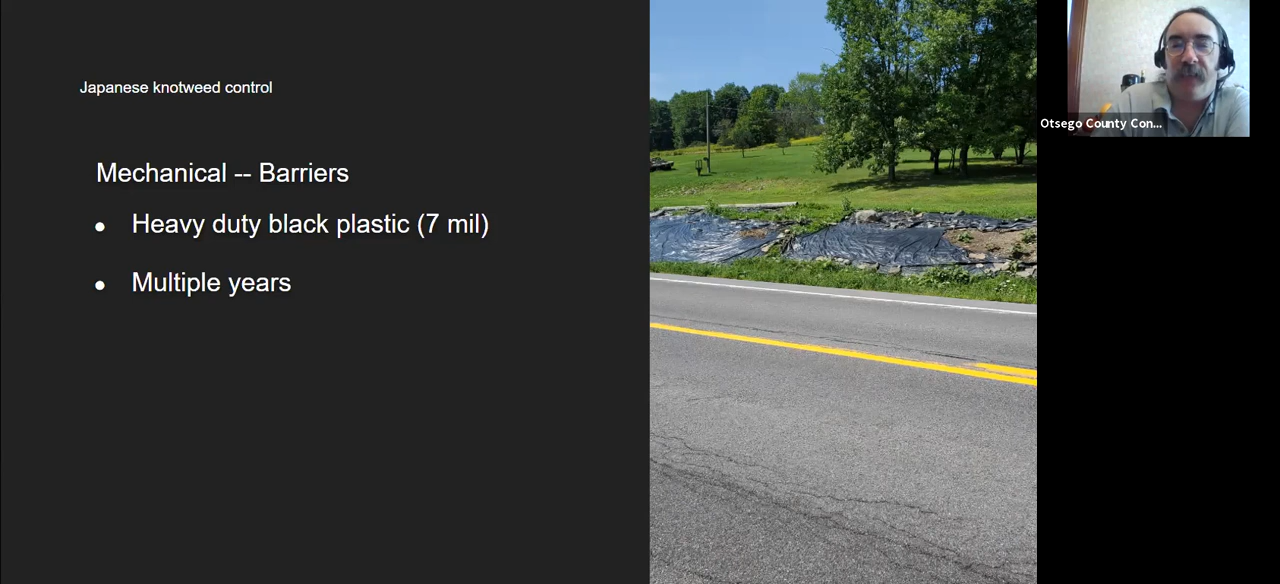 Japanese knotweed control
Mechanical -- Barriers
● Heavy duty black plastic (7 mil)
● Multiple years
Otsego County Con...